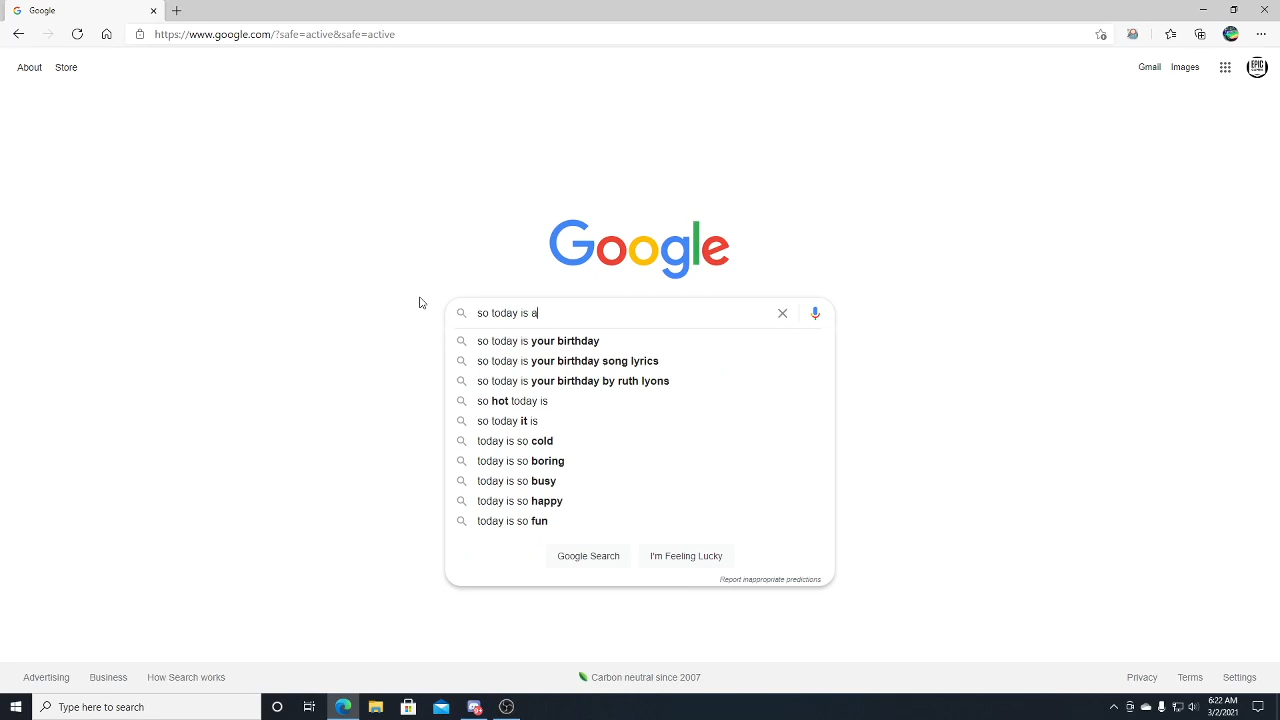 Google
https://www.google.com/?safe=active&safe=active
About Store
Gmail Images
EPIC
Google
so today is a
so today is your birthday
so today is your birthday song lyrics
so today is your birthday by ruth lyons
so hot today is
so today it is
today is so cold
today is so boring
today is so busy
today is so happy
today is so fun
Google Search I'm Feeling Lucky
Report inappropriate predictions
Advertising Business How Search works
Carbon neutral since 2007
Privacy Terms Settings
Type here to search
6:22 AM
3/2/2021